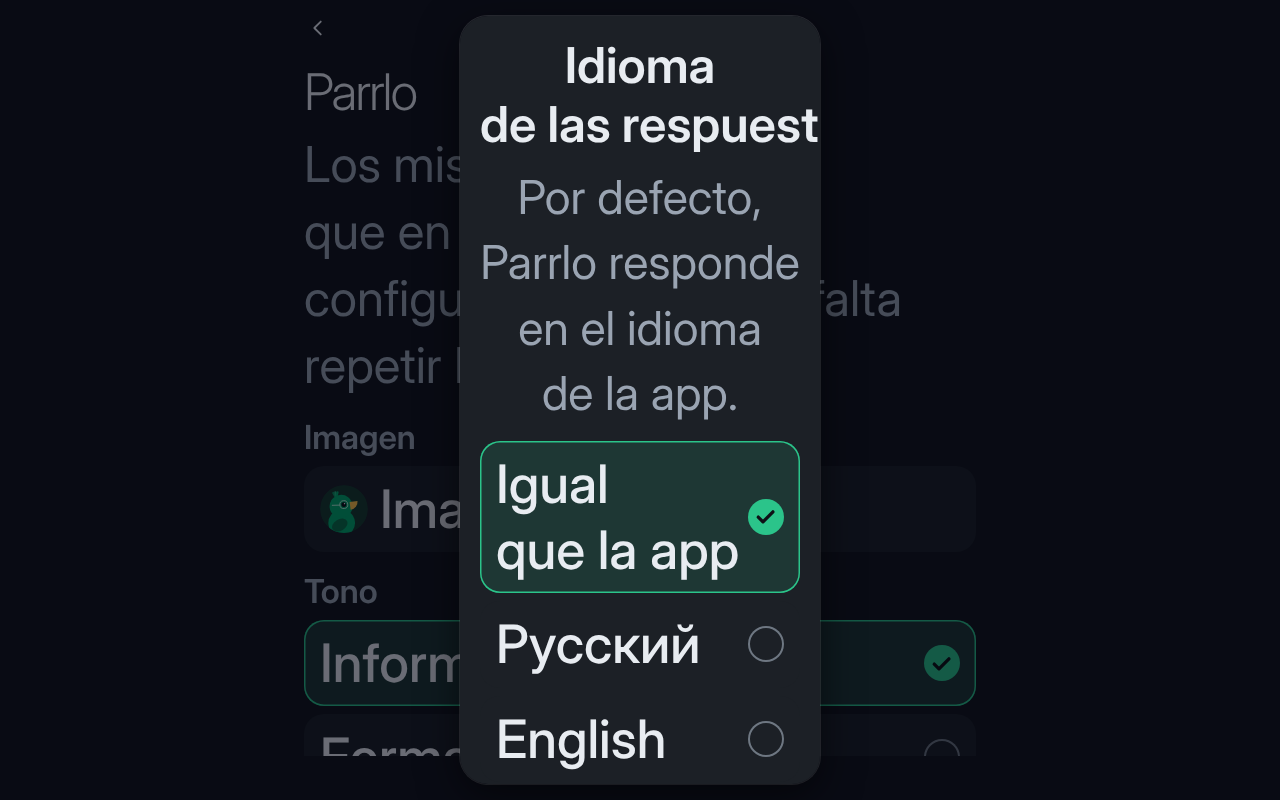 Parrlo
Los mis
que en
configu
falta
repetir
Imagen
Ima
Tono
Inform
Forme
Idioma
de las respuest
Por defecto,
Parrlo responde
en el idioma
de la app.
Igual
que la app
Русский
English